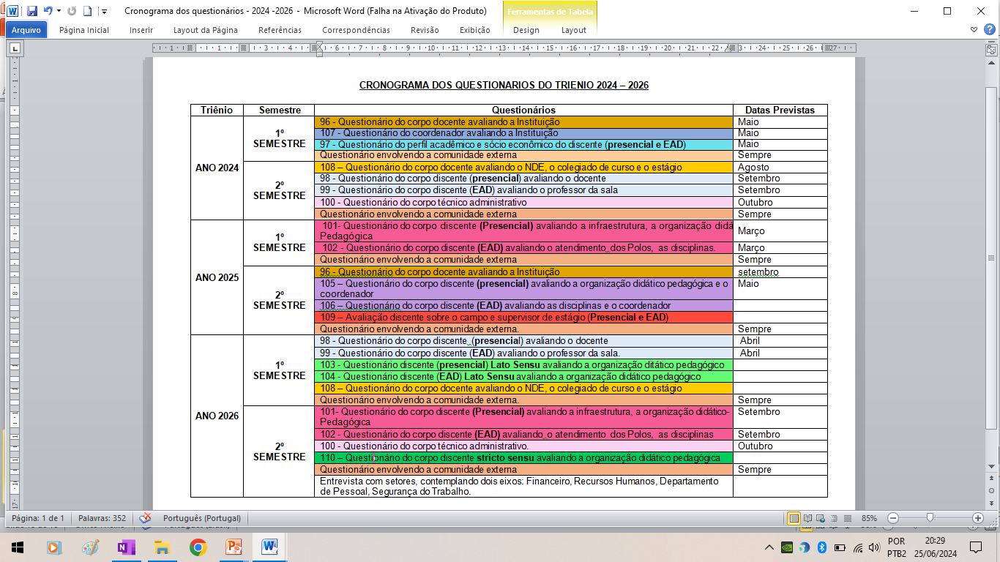 Cronograma dos questionários - 2024 -2026 - Microsoft Word (Falha na Ativação do Produto)
Ferramentas de Tabela
Arquivo
Página Inicial
Inserir
Layout da Página
Referências
Correspondências
Revisão
Exibição
Design
Layout
CRONOGRAMA DOS QUESTIONARIOS DO TRIENIO 2024 – 2026
Triênio Semestre Questionários Datas Previstas
ANO 2024
1º
SEMESTRE
96 - Questionário do corpo docente avaliando a Instituição Maio
107 - Questionário do coordenador avaliando a Instituição Maio
97 - Questionário do perfil acadêmico e sócio econômico do discente (presencial e EAD) Maio
Questionário envolvendo a comunidade externa Sempre
2º
SEMESTRE
108 – Questionário do corpo docente avaliando o NDE, o colegiado de curso e o estágio Agosto
98 - Questionário do corpo discente (presencial) avaliando o docente Setembro
99 - Questionário do corpo discente (EAD) avaliando o professor da sala Setembro
100 - Questionário do corpo técnico administrativo Outubro
Questionário envolvendo a comunidade externa Sempre
ANO 2025
1º
SEMESTRE
101- Questionário do corpo discente (Presencial) avaliando a infraestrutura, a organização didá
Pedagógica
Março
102 - Questionário do corpo discente (EAD) avaliando o atendimento dos Polos, as disciplinas. Março
Questionário envolvendo a comunidade externa Sempre
2º
SEMESTRE
96 - Questionário do corpo docente avaliando a Instituição setembro
105 – Questionário do corpo discente (presencial) avaliando a organização didático pedagógica e o
coordenador
Maio
106 – Questionário do corpo discente (EAD) avaliando as disciplinas e o coordenador
109 – Avaliação discente sobre o campo e supervisor de estágio (Presencial e EAD)
Questionário envolvendo a comunidade externa. Sempre
ANO 2026
1º
SEMESTRE
98 - Questionário do corpo discente (presencial) avaliando o docente Abril
99 - Questionário do corpo discente (EAD) avaliando o professor da sala. Abril
103 - Questionário discente (presencial) Lato Sensu avaliando a organização ditático pedagógico
104 - Questionário discente (EAD) Lato Sensu avaliando a organização didático pedagógico
108 – Questionário do corpo docente avaliando o NDE, o colegiado de curso e o estágio
Questionário envolvendo a comunidade externa. Sempre
2º
SEMESTRE
101- Questionário do corpo discente (Presencial) avaliando a infraestrutura, a organização didático-
Pedagógica
Setembro
102 - Questionário do corpo discente (EAD) avaliando o atendimento dos Polos, as disciplinas Setembro
100 - Questionário do corpo técnico administrativo. Outubro
110 – Questionário do corpo discente stricto sensu avaliando a organização didático pedagógica
Questionário envolvendo a comunidade externa Sempre
Entrevista com setores, contemplando dois eixos: Financeiro, Recursos Humanos, Departamento
de Pessoal, Segurança do Trabalho.
Página: 1 de 1
Palavras: 352
Português (Portugal)
85%
POR
PTB2
20:29
25/06/2024